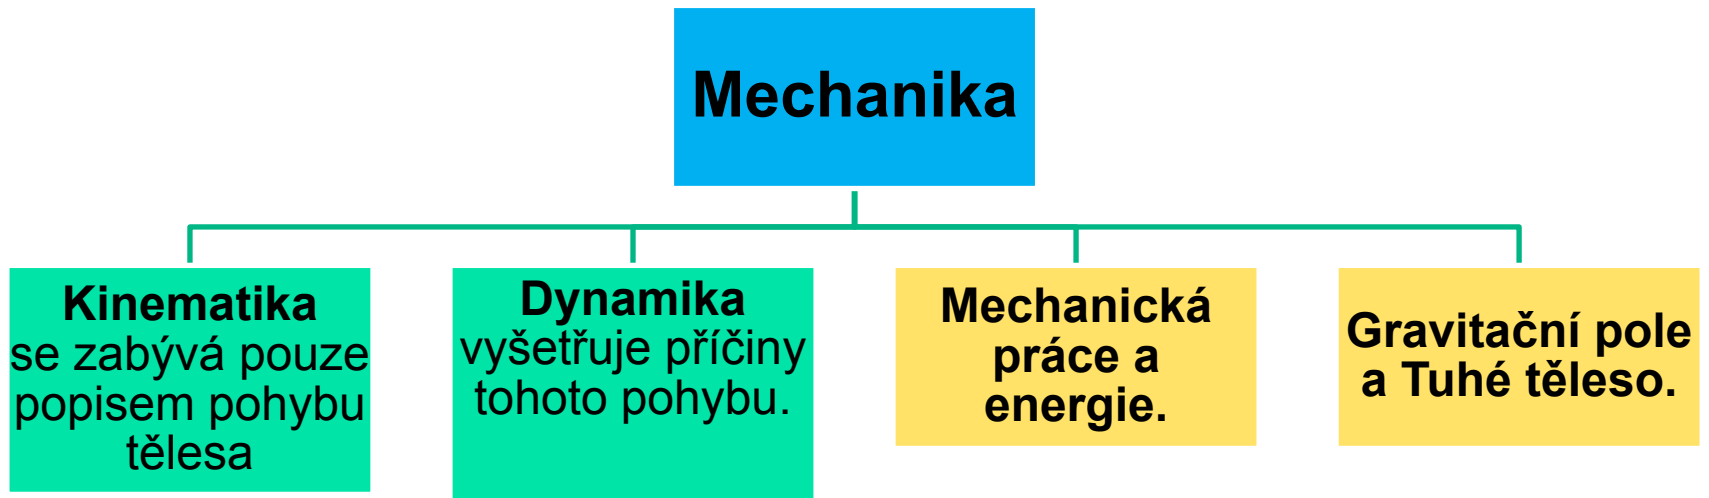 Mechanika
Kinematika
se zabývá pouze
popisem pohybu
tělesa
Dynamika
vyšetřuje příčiny
tohoto pohybu.
Mechanická
práce a
energie.
Gravitační pole
a Tuhé těleso.